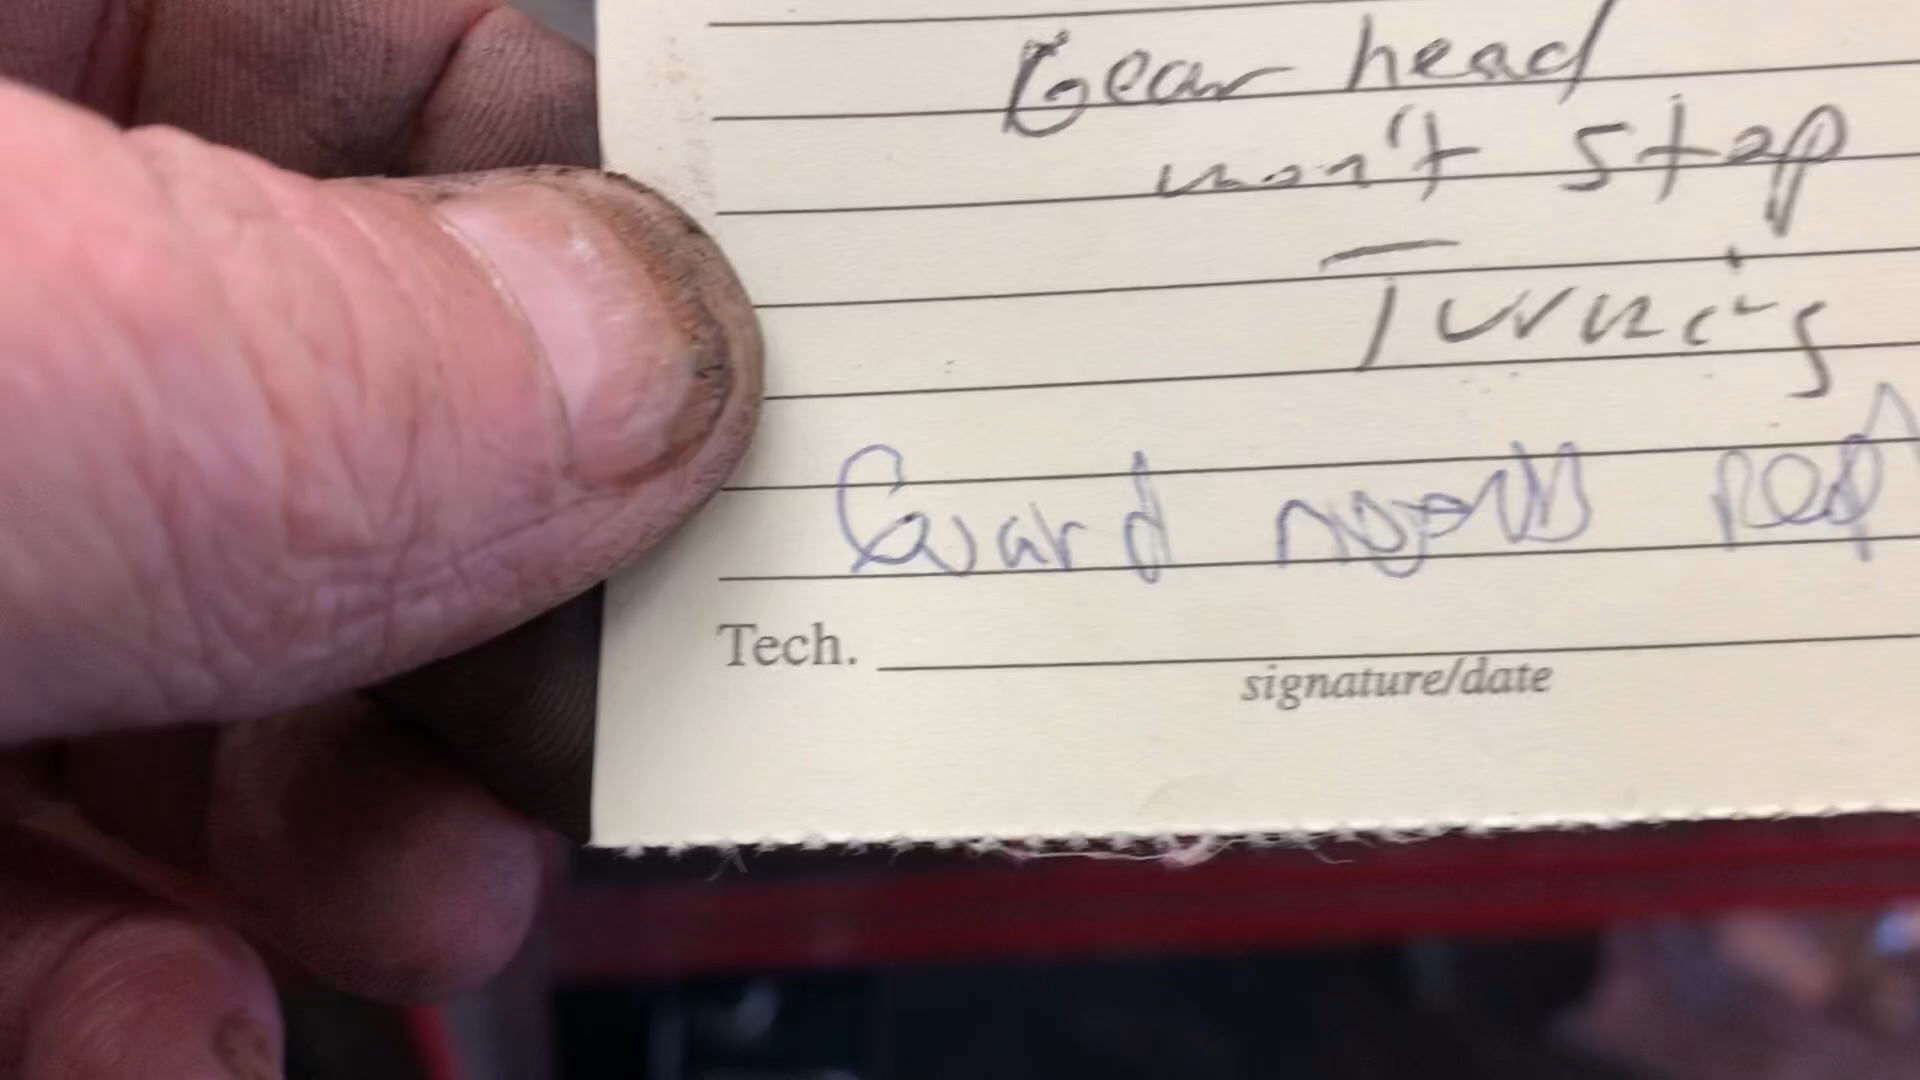 Gear head
won't stop
Turning
Guard needs
Tech.
signature/date